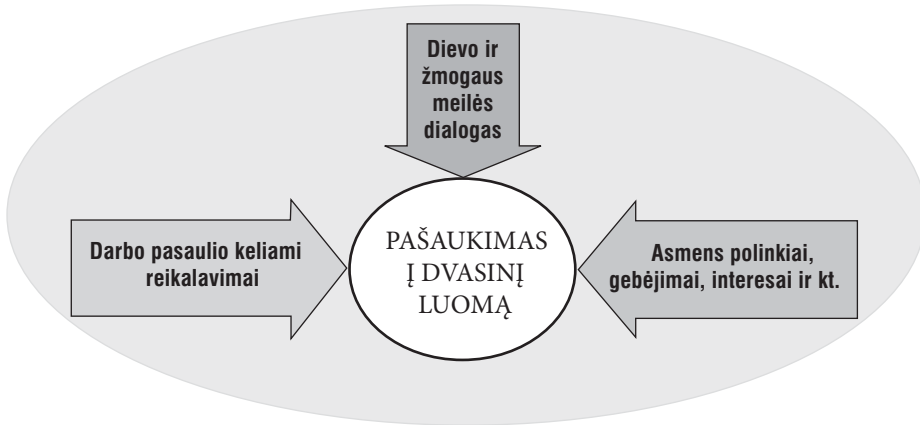 Dievo ir
žmogaus
meilės
dialogas
Darbo pasaulio keliami
reikalavimai
PAŠAUKIMAS
Į DVASINĮ
LUOMĄ
Asmens polinkiai,
gebėjimai, interesai ir kt.